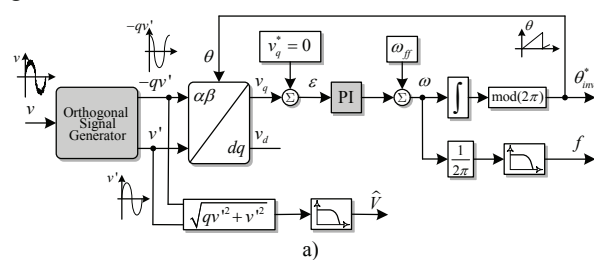 −qv'
θ
v_q^* = 0
ω_ff
θ
v
−qv'
αβ
v_q
Σ
ε
PI
Σ
ω
∫
mod(2π)
θ_inv^*
v
Orthogonal
Signal
Generator
v'
dq
v_d
1/2π
f
v'
√qv'² + v'²
V̂
a)